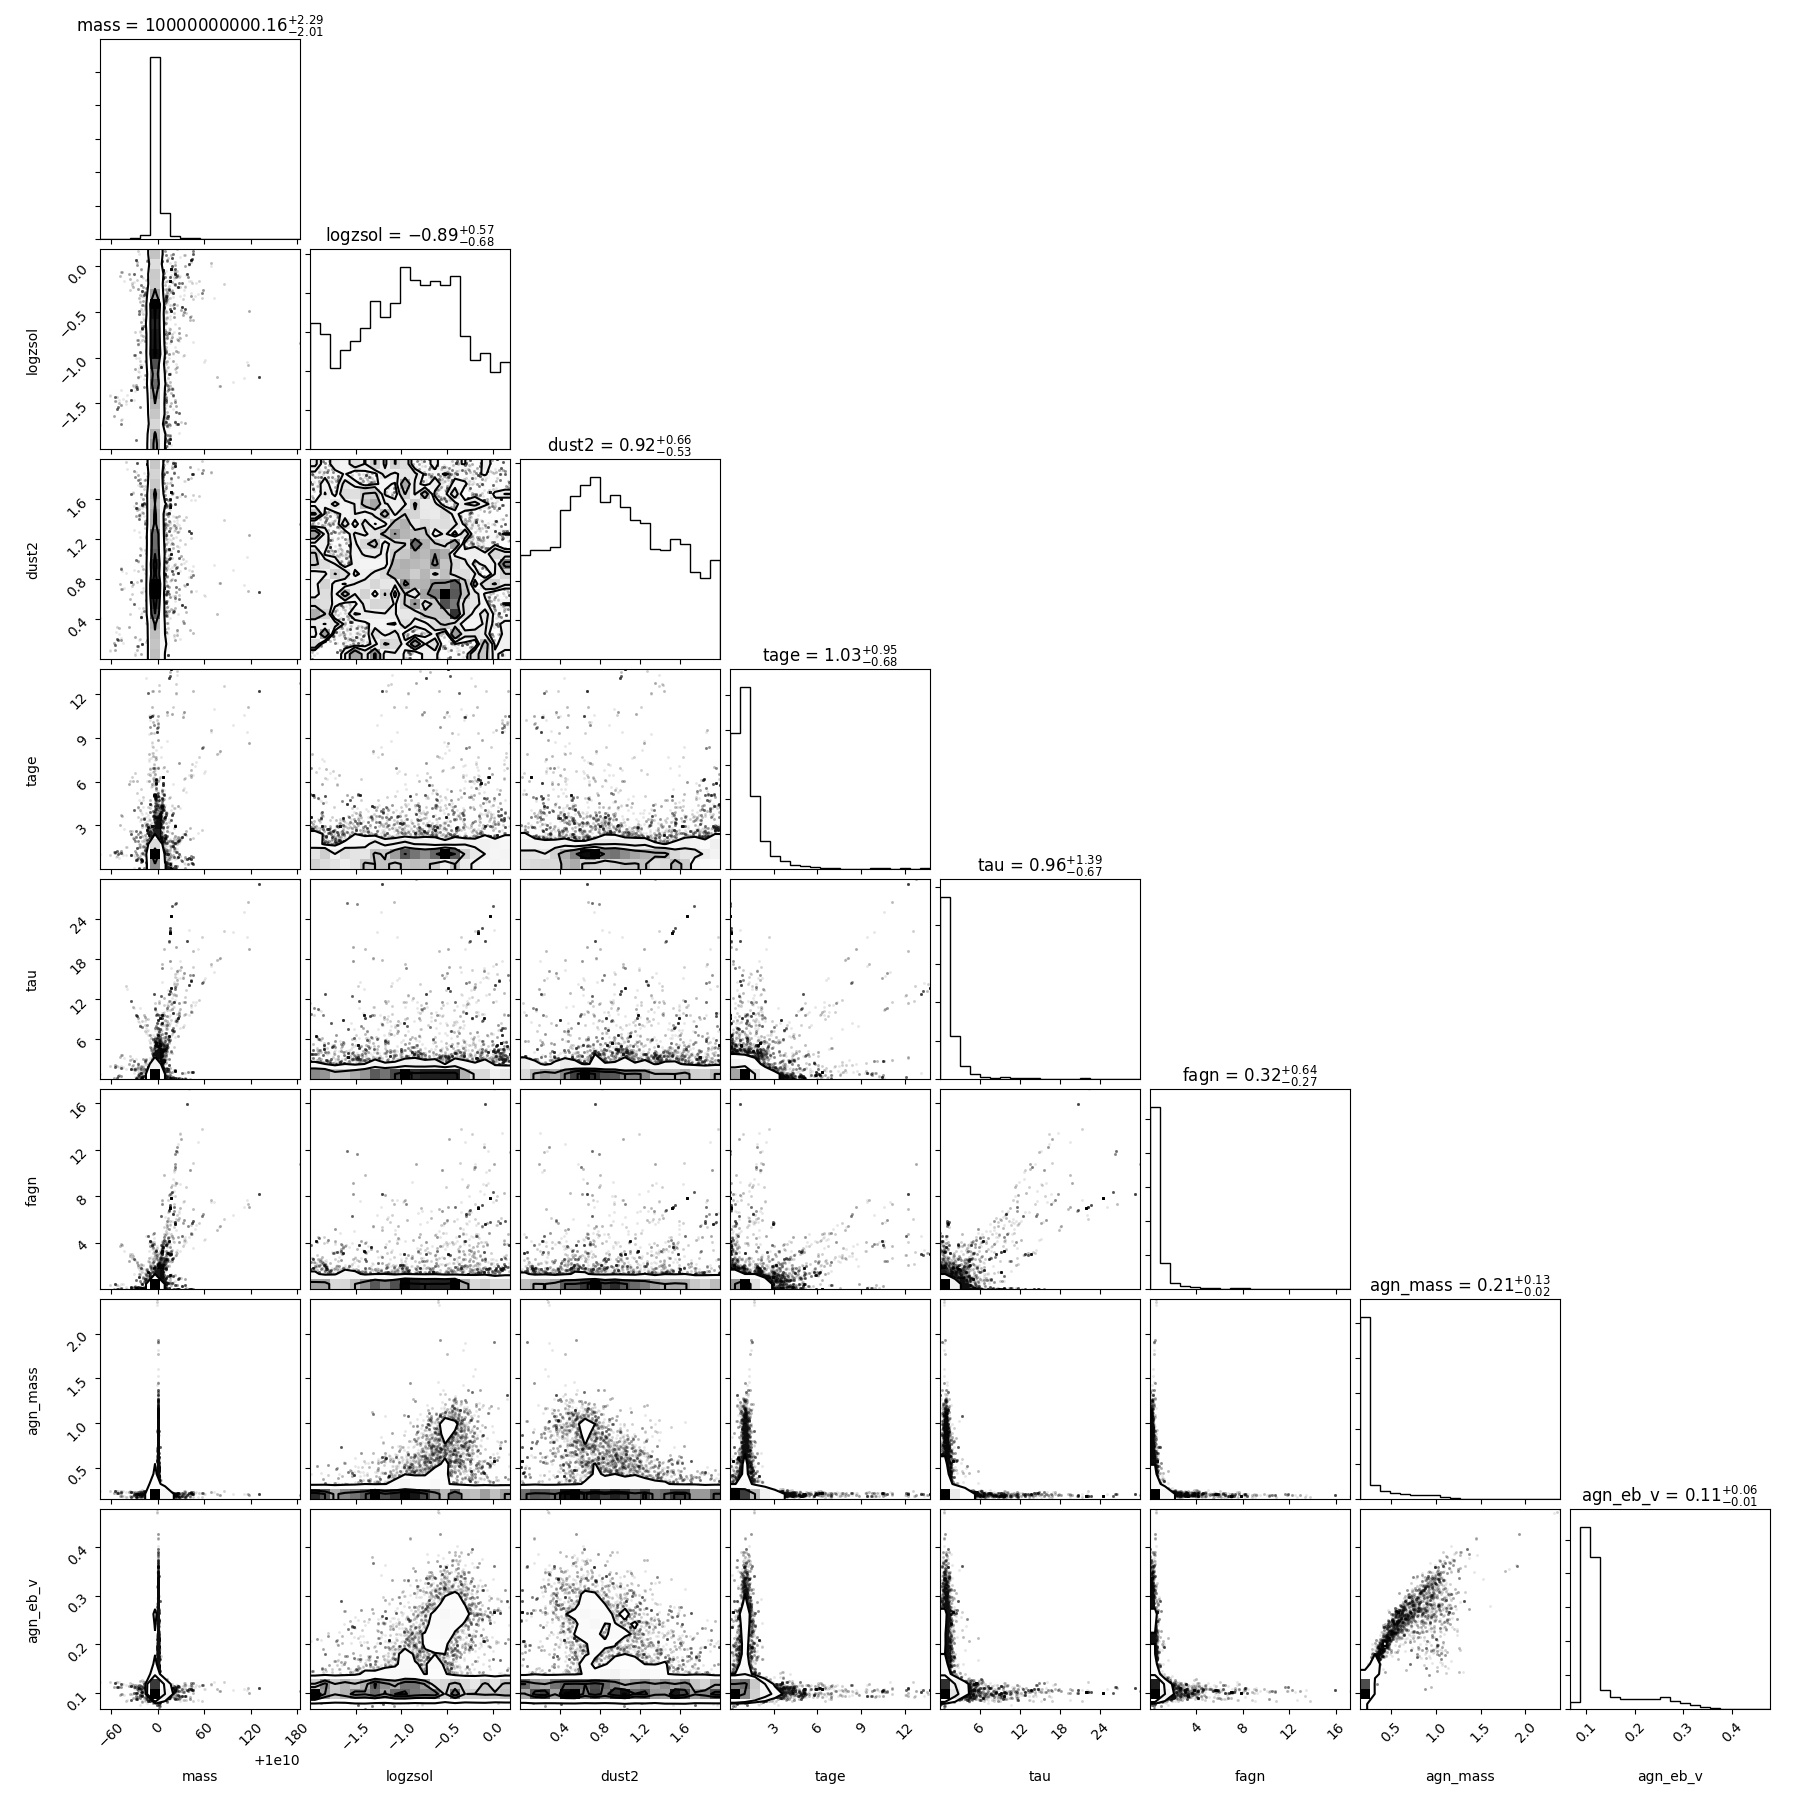 mass = 10000000000.16 +2.29 −2.01
logzsol = −0.89 +0.57 −0.68
0.0
−0.5
−1.0
−1.5
logzsol
dust2 = 0.92 +0.66 −0.53
1.6
1.2
0.8
0.4
dust2
tage = 1.03 +0.95 −0.68
12
9
6
3
tage
tau = 0.96 +1.39 −0.67
24
18
12
6
tau
fagn = 0.32 +0.64 −0.27
16
12
8
4
fagn
agn_mass = 0.21 +0.13 −0.02
2.0
1.5
1.0
0.5
agn_mass
agn_eb_v = 0.11 +0.06 −0.01
0.4
0.3
0.2
0.1
agn_eb_v
−60 0 60 120 180 −1.5 −1.0 −0.5 0.0 0.4 0.8 1.2 1.6 3 6 9 12 6 12 18 24 4 8 12 16 0.5 1.0 1.5 2.0 0.1 0.2 0.3 0.4
+1e10
mass logzsol dust2 tage tau fagn agn_mass agn_eb_v